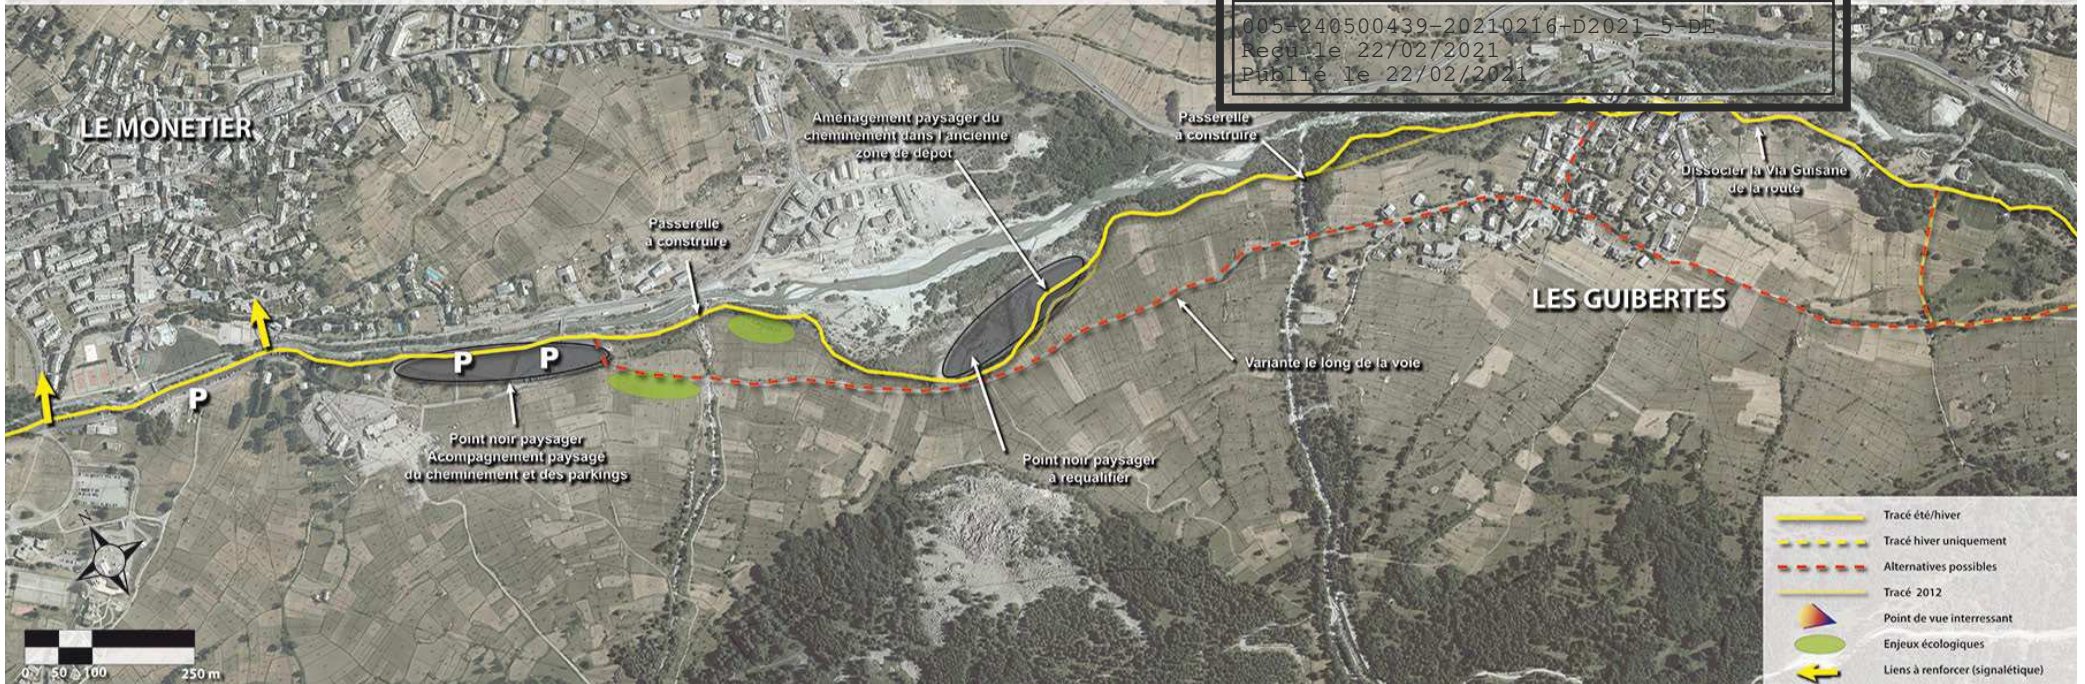 005-240500439-20210216-D2021_5-DE
Reçu le 22/02/2021
Publié le 22/02/2021
LE MONETIER
Aménagement paysager du
cheminement dans l'ancienne
zone de dépot
Passerelle
à construire
Dissocier la Via Guisane
de la route
Passerelle
à construire
LES GUIBERTES
P
P
P
Variante le lóng de la voie
Point noir paysager
Acompagnement paysagé
du cheminement et des parkings
Point noir paysager
à requalifier
N
0
50
100
250 m
Tracé été/hiver
Tracé hiver uniquement
Alternatives possibles
Tracé 2012
Point de vue interressant
Enjeux écologiques
Liens à renforcer (signalétique)